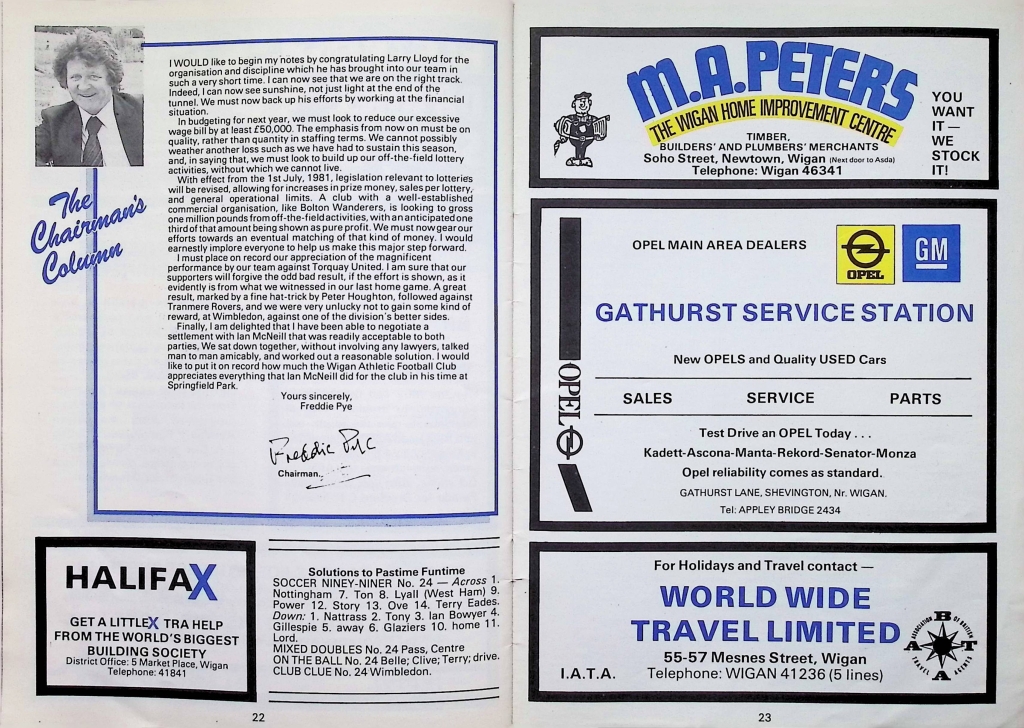 The
Chairman's
Column
I WOULD like to begin my notes by congratulating Larry Lloyd for the
organisation and discipline which he has brought into our team in
such a very short time. I can now see that we are on the right track.
Indeed, I can now see sunshine, not just light at the end of the
tunnel. We must now back up his efforts by working at the financial
situation.
In budgeting for next year, we must look to reduce our excessive
wage bill by at least £50,000. The emphasis from now on must be on
quality, rather than quantity in staffing terms. We cannot possibly
weather another loss such as we have had to sustain this season,
and, in saying that, we must look to build up our off-the-field lottery
activities, without which we cannot live.
With effect from the 1st July, 1981, legislation relevant to lotteries
will be revised, allowing for increases in prize money, sales per lottery,
and general operational limits. A club with a well-established
commercial organisation, like Bolton Wanderers, is looking to gross
one million pounds from off-the-field activities, with an anticipated one
third of that amount being shown as pure profit. We must now gear our
efforts towards an eventual matching of that kind of money. I would
earnestly implore everyone to help us make this major step forward.
I must place on record our appreciation of the magnificent
performance by our team against Torquay United. I am sure that our
supporters will forgive the odd bad result, if the effort is shown, as it
evidently is from what we witnessed in our last home game. A great
result, marked by a fine hat-trick by Peter Houghton, followed against
Tranmere Rovers, and we were very unlucky not to gain some kind of
reward, at Wimbledon, against one of the division's better sides.
Finally, I am delighted that I have been able to negotiate a
settlement with Ian McNeill that was readily acceptable to both
parties. We sat down together, without involving any lawyers, talked
man to man amicably, and worked out a reasonable solution. I would
like to put it on record how much the Wigan Athletic Football Club
appreciates everything that Ian McNeill did for the club in his time at
Springfield Park.
Yours sincerely,
Freddie Pye
Freddie Pye
Chairman.
HALIFAX
GET A LITTLE X TRA HELP
FROM THE WORLD'S BIGGEST
BUILDING SOCIETY
District Office: 5 Market Place, Wigan
Telephone: 41841
Solutions to Pastime Funtime
SOCCER NINEY-NINER No. 24 — Across 1.
Nottingham 7. Ton 8. Lyall (West Ham) 9.
Power 12. Story 13. Ove 14. Terry Eades.
Down: 1. Nattrass 2. Tony 3. Ian Bowyer 4.
Gillespie 5. away 6. Glaziers 10. home 11.
Lord.
MIXED DOUBLES No. 24 Pass, Centre
ON THE BALL No. 24 Belle; Clive; Terry; drive.
CLUB CLUE No. 24 Wimbledon.
22
M.A. PETERS
THE WIGAN HOME IMPROVEMENT CENTRE
TIMBER,
BUILDERS' AND PLUMBERS' MERCHANTS
Soho Street, Newtown, Wigan (Next door to Asda)
Telephone: Wigan 46341
YOU
WANT
IT —
WE
STOCK
IT!
OPEL MAIN AREA DEALERS
OPEL
GM
GATHURST SERVICE STATION
New OPELS and Quality USED Cars
SALES SERVICE PARTS
OPEL
Test Drive an OPEL Today . . .
Kadett-Ascona-Manta-Rekord-Senator-Monza
Opel reliability comes as standard.
GATHURST LANE, SHEVINGTON, Nr. WIGAN.
Tel: APPLEY BRIDGE 2434
For Holidays and Travel contact —
WORLD WIDE
TRAVEL LIMITED
55-57 Mesnes Street, Wigan
I.A.T.A. Telephone: WIGAN 41236 (5 lines)
ASSOCIATION OF BRITISH TRAVEL AGENTS
ABTA
23